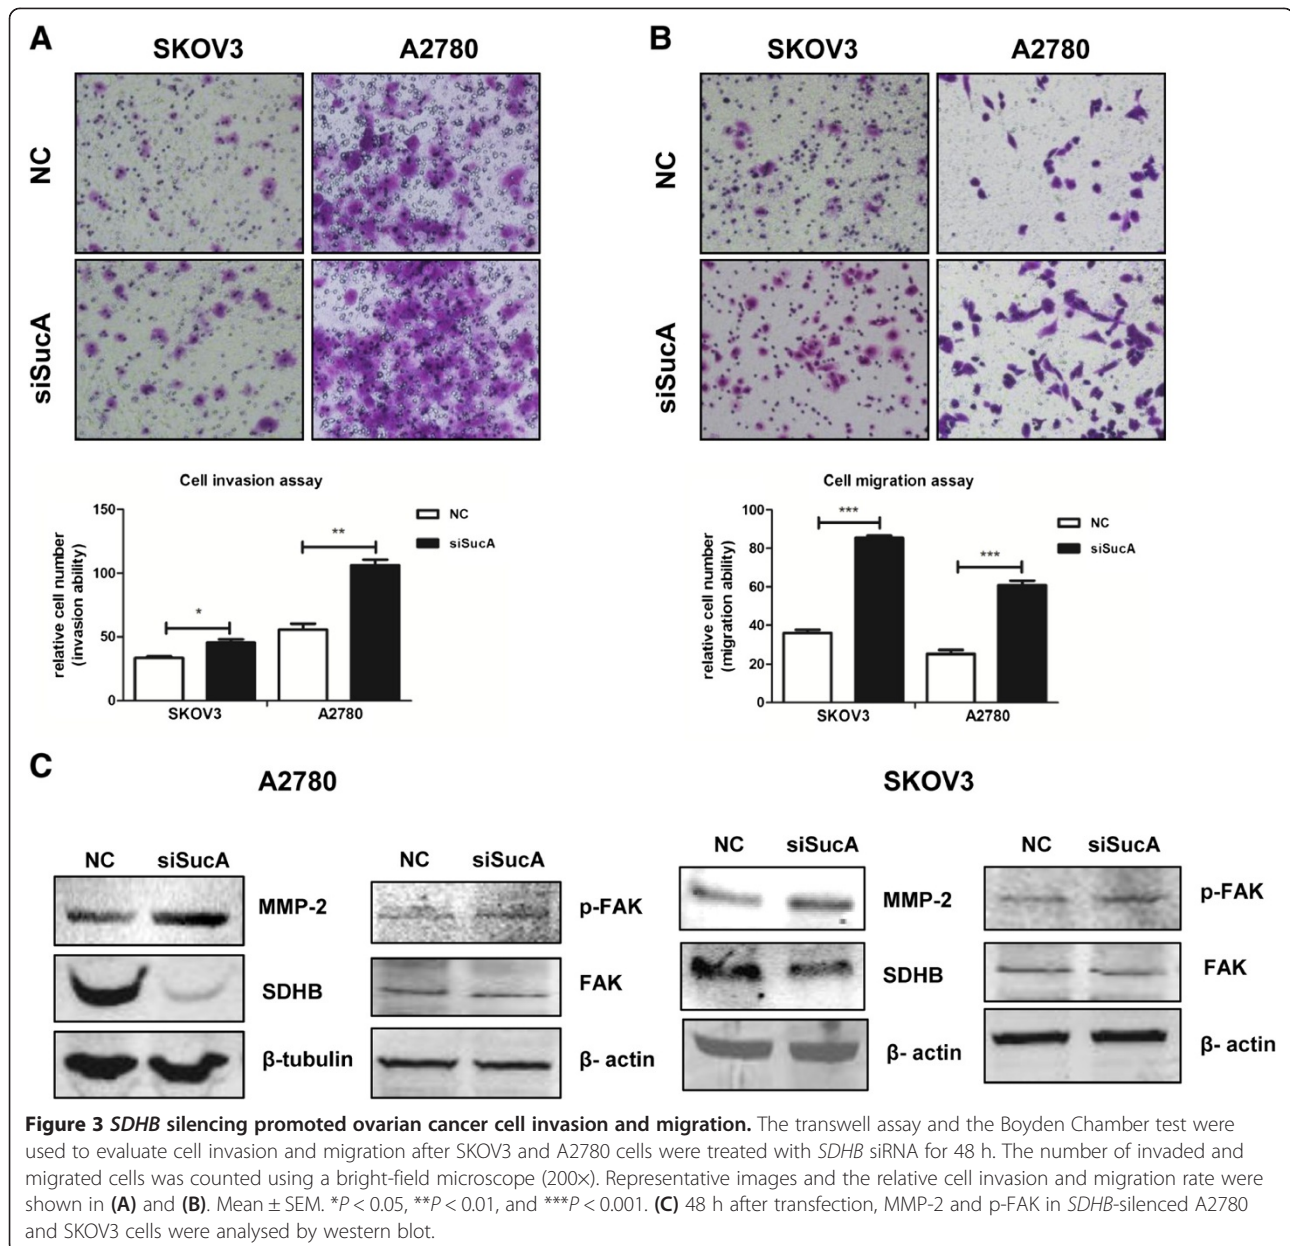 A
SKOV3
A2780
NC
siSucA
Cell invasion assay
relative cell number
(invasion ability)
150
100
50
0
*
**
NC
siSucA
SKOV3
A2780
B
SKOV3
A2780
NC
siSucA
Cell migration assay
relative cell number
(migration ability)
100
80
60
40
20
0
***
***
NC
siSucA
SKOV3
A2780
C
A2780
NC siSucA
MMP-2
SDHB
β-tubulin
NC siSucA
p-FAK
FAK
β- actin
SKOV3
NC siSucA
MMP-2
SDHB
β- actin
NC siSucA
p-FAK
FAK
β- actin
Figure 3 SDHB silencing promoted ovarian cancer cell invasion and migration. The transwell assay and the Boyden Chamber test were
used to evaluate cell invasion and migration after SKOV3 and A2780 cells were treated with SDHB siRNA for 48 h. The number of invaded and
migrated cells was counted using a bright-field microscope (200×). Representative images and the relative cell invasion and migration rate were
shown in (A) and (B). Mean ± SEM. *P < 0.05, **P < 0.01, and ***P < 0.001. (C) 48 h after transfection, MMP-2 and p-FAK in SDHB-silenced A2780
and SKOV3 cells were analysed by western blot.